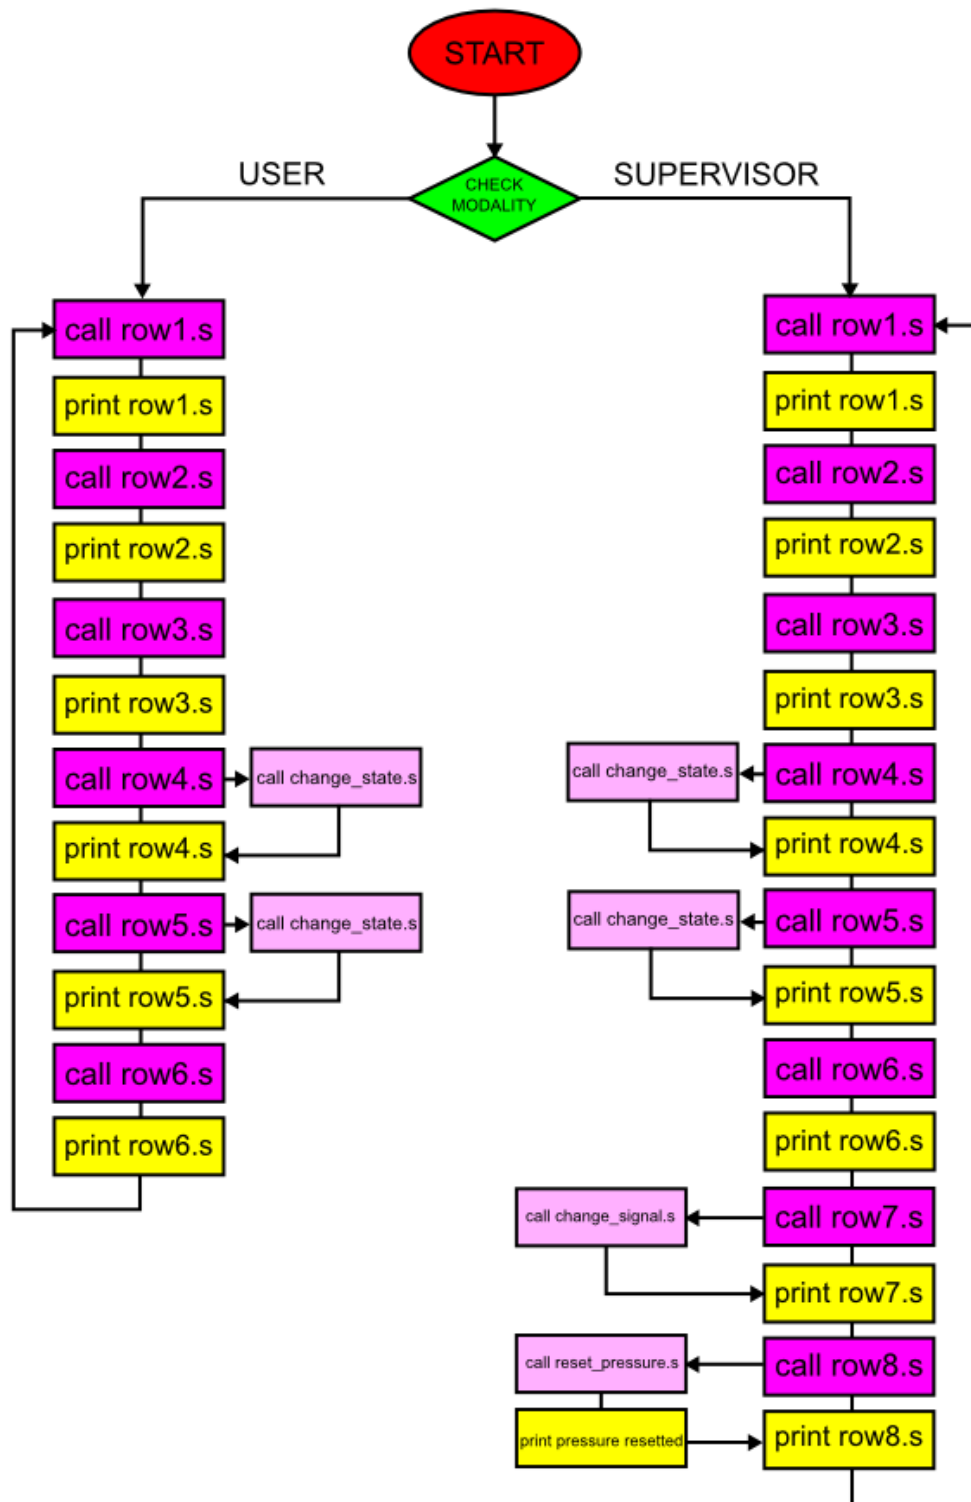 START
USER
SUPERVISOR
CHECK
MODALITY
call row1.s
print row1.s
call row2.s
print row2.s
call row3.s
print row3.s
call row4.s
call change_state.s
print row4.s
call row5.s
call change_state.s
print row5.s
call row6.s
print row6.s
call row1.s
print row1.s
call row2.s
print row2.s
call row3.s
print row3.s
call row4.s
call change_state.s
print row4.s
call row5.s
call change_state.s
print row5.s
call row6.s
print row6.s
call row7.s
call change_signal.s
print row7.s
call row8.s
call reset_pressure.s
print pressure resetted
print row8.s